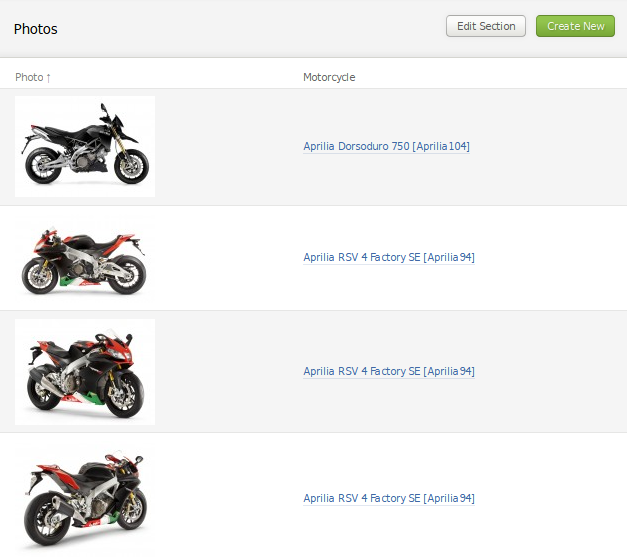 Photos
Edit Section
Create New
Photo ↑
Motorcycle
Aprilia Dorsoduro 750 [Aprilia104]
Aprilia RSV 4 Factory SE [Aprilia94]
Aprilia RSV 4 Factory SE [Aprilia94]
Aprilia RSV 4 Factory SE [Aprilia94]